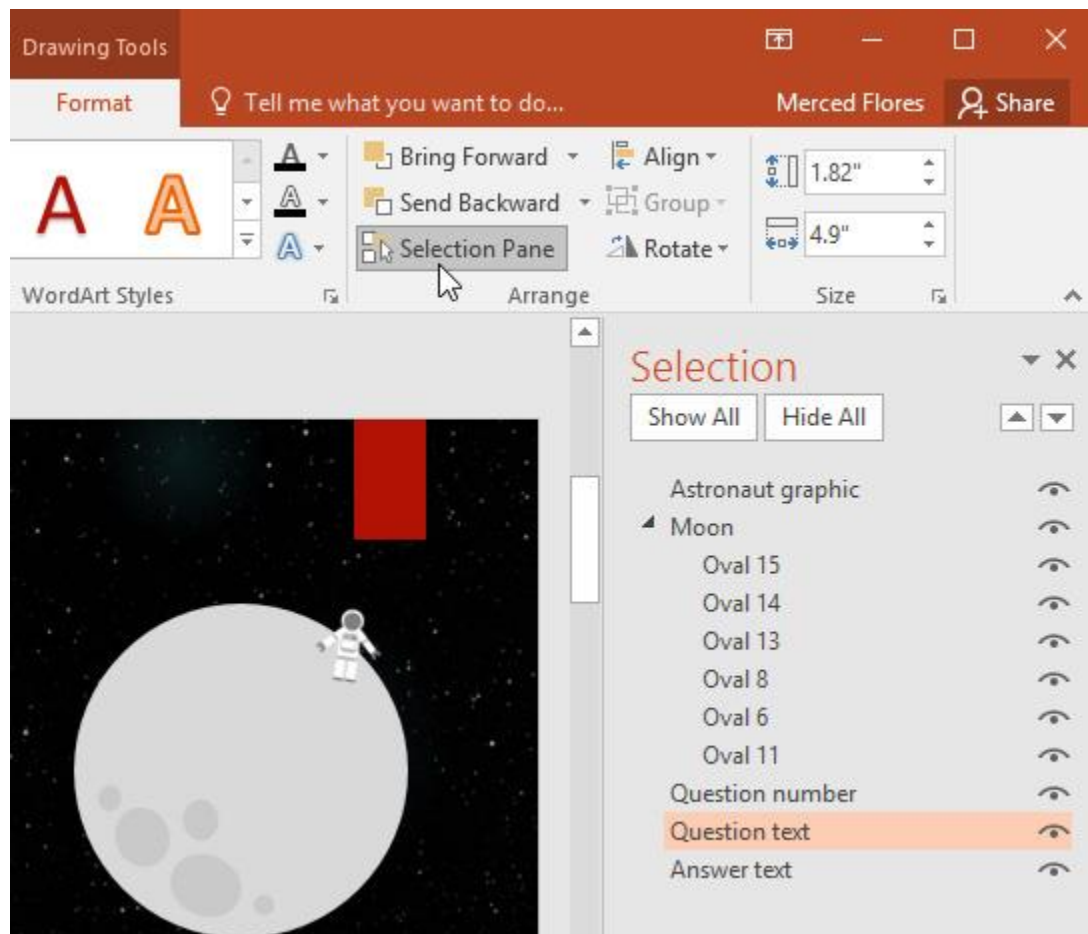 Drawing Tools
Format
Tell me what you want to do...
Merced Flores
Share
A A
A
A
A
Bring Forward
Send Backward
Selection Pane
Align
Group
Rotate
1.82"
4.9"
WordArt Styles
Arrange
Size
Selection
Show All
Hide All
Astronaut graphic
Moon
Oval 15
Oval 14
Oval 13
Oval 8
Oval 6
Oval 11
Question number
Question text
Answer text